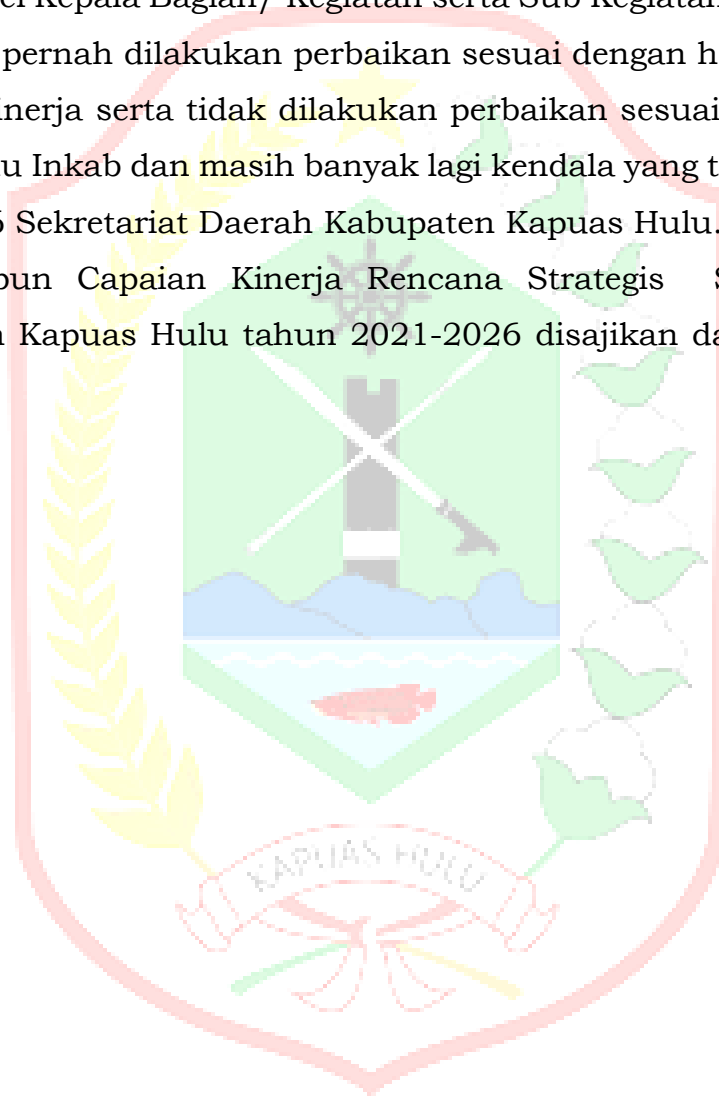 Kepala Bagian/ Kegiatan serta Sub Kegiatan
pernah dilakukan perbaikan sesuai dengan h
inerja serta tidak dilakukan perbaikan sesuai
u Inkab dan masih banyak lagi kendala yang t
6 Sekretariat Daerah Kabupaten Kapuas Hulu.
pun Capaian Kinerja Rencana Strategis S
Kapuas Hulu tahun 2021-2026 disajikan da
KAPUAS HULU